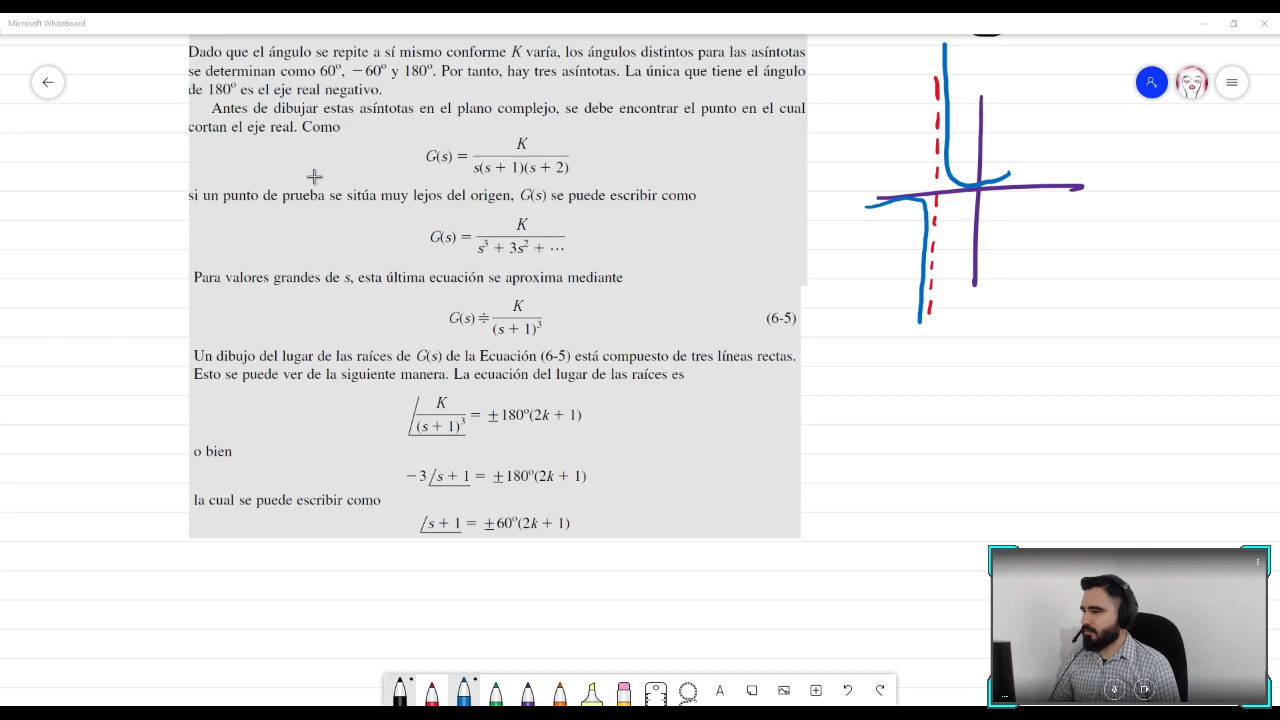 Microsoft Whiteboard
Dado que el ángulo se repite a sí mismo conforme K varía, los ángulos distintos para las asíntotas
se determinan como 60º, −60º y 180º. Por tanto, hay tres asíntotas. La única que tiene el ángulo
de 180º es el eje real negativo.
Antes de dibujar estas asíntotas en el plano complejo, se debe encontrar el punto en el cual
cortan el eje real. Como
G(s) = K / s(s + 1)(s + 2)
si un punto de prueba se sitúa muy lejos del origen, G(s) se puede escribir como
G(s) = K / s³ + 3s² + ⋯
Para valores grandes de s, esta última ecuación se aproxima mediante
G(s) ≑ K / (s + 1)³ (6-5)
Un dibujo del lugar de las raíces de G(s) de la Ecuación (6-5) está compuesto de tres líneas rectas.
Esto se puede ver de la siguiente manera. La ecuación del lugar de las raíces es
/K / (s + 1)³ = ±180º(2k + 1)
o bien
−3/s + 1 = ±180º(2k + 1)
la cual se puede escribir como
/s + 1 = ±60º(2k + 1)